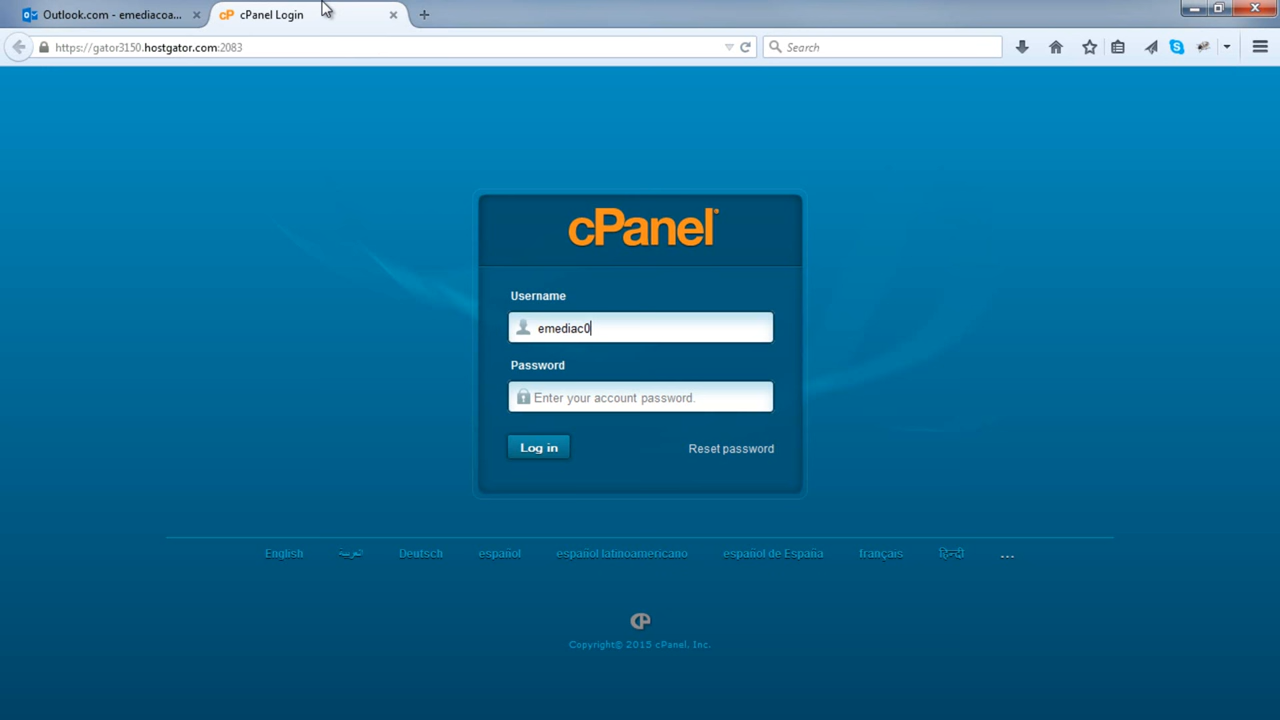 Outlook.com - emediacoa...
cPanel Login
https://gator3150.hostgator.com:2083
Search
cPanel
Username
emediac0
Password
Enter your account password.
Log in
Reset password
English العربية Deutsch español español latinoamericano español de España français हिन्दी ...
Copyright© 2015 cPanel, Inc.